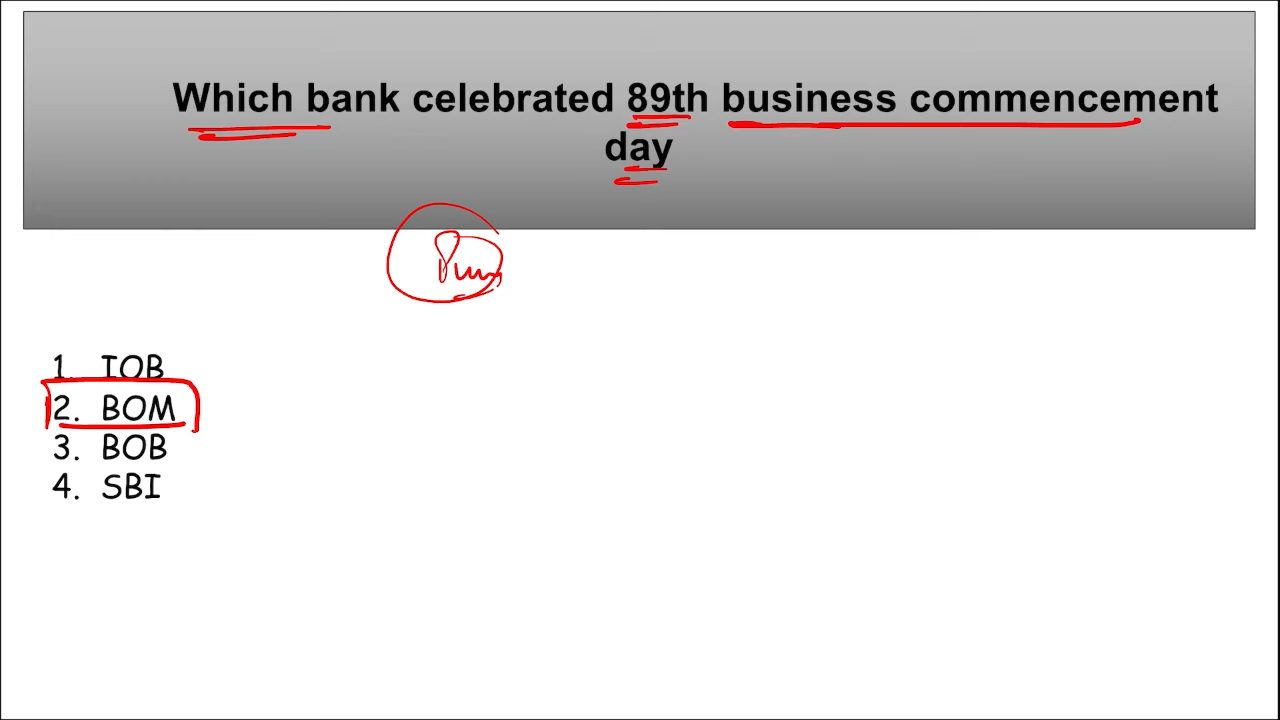 Which bank celebrated 89th business commencement
day
1. IOB
2. BOM
3. BOB
4. SBI